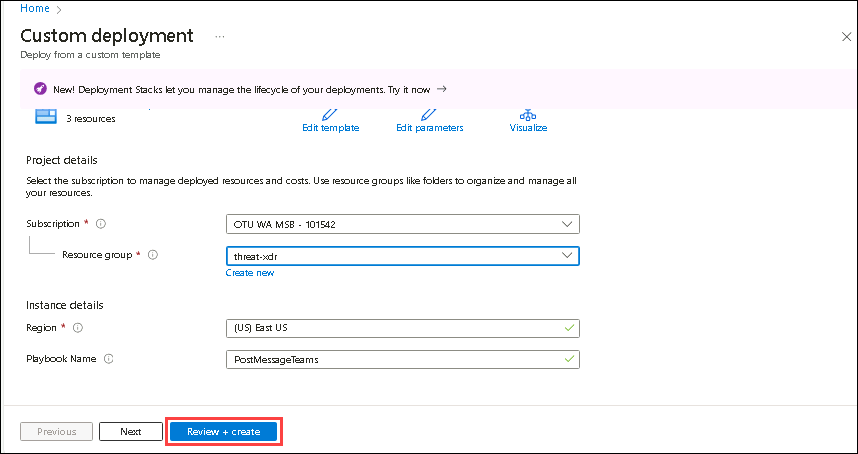 Home >
Custom deployment ...
Deploy from a custom template
New! Deployment Stacks let you manage the lifecycle of your deployments. Try it now →
3 resources
Edit template
Edit parameters
Visualize
Project details
Select the subscription to manage deployed resources and costs. Use resource groups like folders to organize and manage all
your resources.
Subscription *
OTU WA MSB - 101542
Resource group *
threat-xdr
Create new
Instance details
Region *
(US) East US
Playbook Name
PostMessageTeams
Previous
Next
Review + create